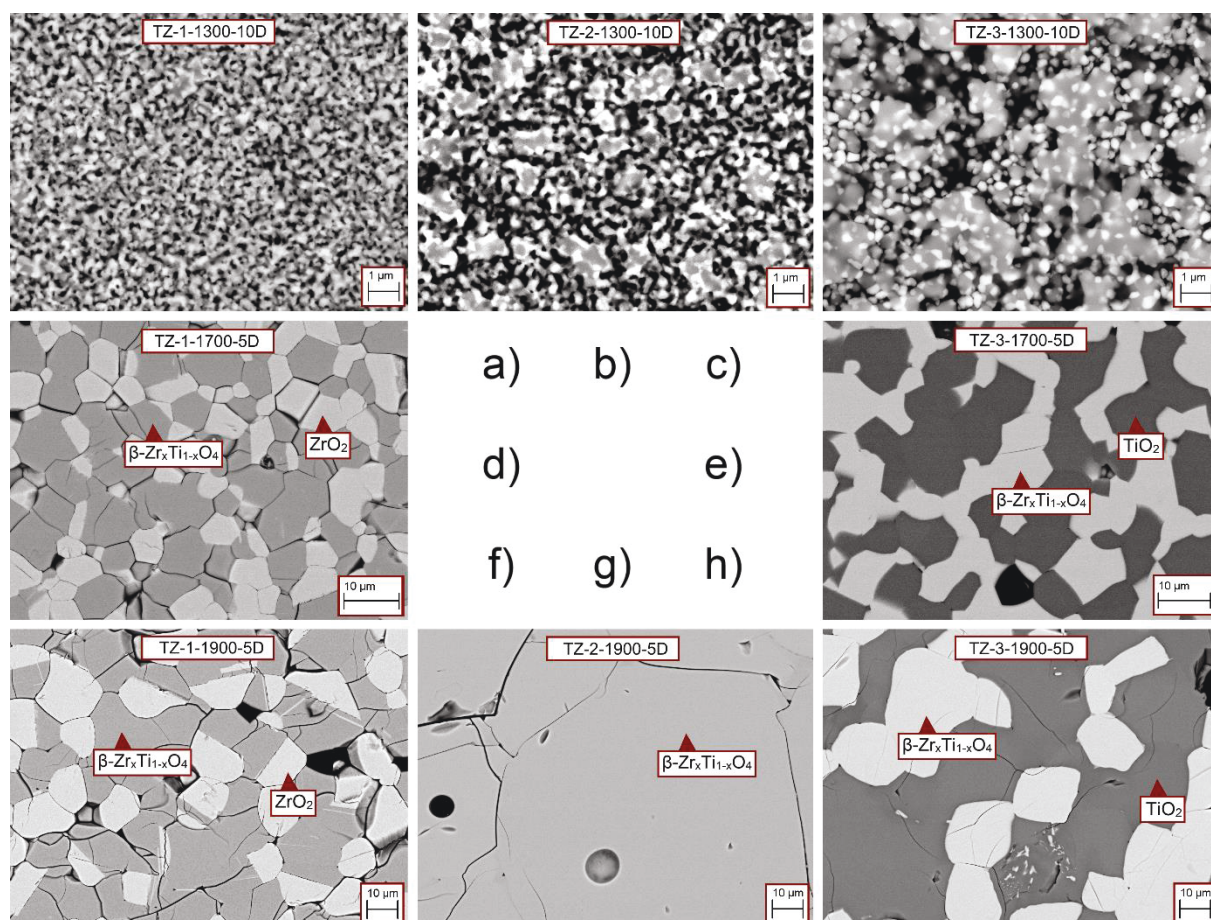 TZ-1-1300-10D
TZ-2-1300-10D
TZ-3-1300-10D
1 µm
1 µm
1 µm
TZ-1-1700-5D
β-ZrₓTi₁₋ₓO₄
ZrO₂
10 µm
a) b) c)
d) e)
f) g) h)
TZ-3-1700-5D
TiO₂
β-ZrₓTi₁₋ₓO₄
10 µm
TZ-1-1900-5D
β-ZrₓTi₁₋ₓO₄
ZrO₂
10 µm
TZ-2-1900-5D
β-ZrₓTi₁₋ₓO₄
10 µm
TZ-3-1900-5D
β-ZrₓTi₁₋ₓO₄
TiO₂
10 µm